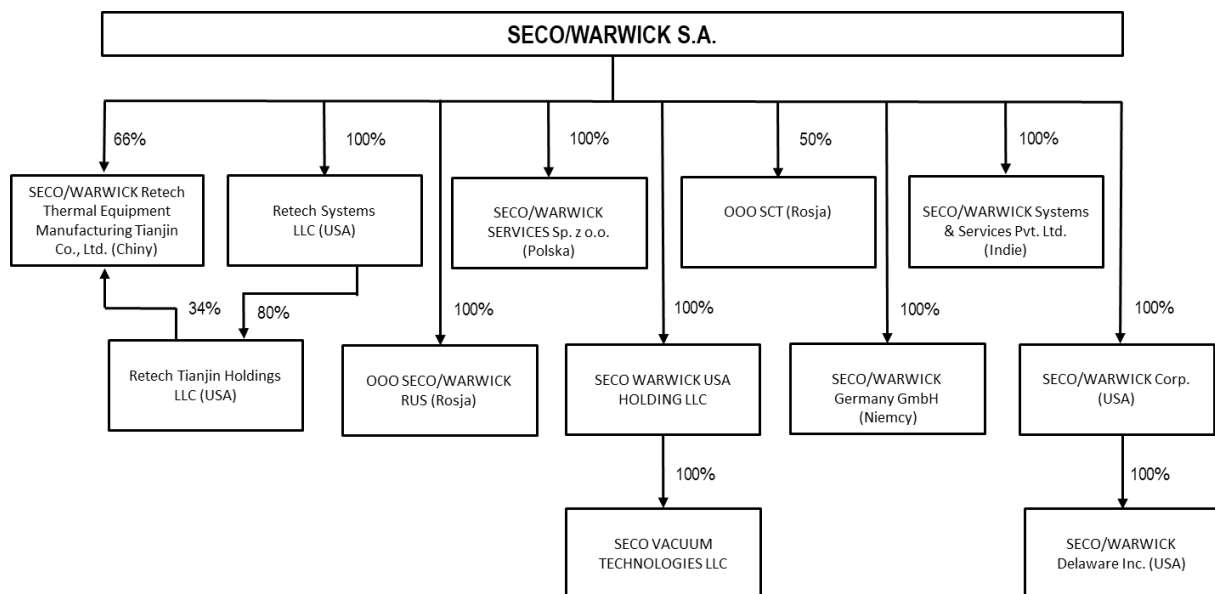 SECO/WARWICK S.A.
66%
100%
100%
50%
100%
SECO/WARWICK Retech
Thermal Equipment
Manufacturing Tianjin
Co., Ltd. (Chiny)
Retech Systems
LLC (USA)
SECO/WARWICK
SERVICES Sp. z o.o.
(Polska)
OOO SCT (Rosja)
SECO/WARWICK Systems
& Services Pvt. Ltd.
(Indie)
34%
80%
100%
100%
100%
100%
Retech Tianjin Holdings
LLC (USA)
OOO SECO/WARWICK
RUS (Rosja)
SECO WARWICK USA
HOLDING LLC
SECO/WARWICK
Germany GmbH
(Niemcy)
SECO/WARWICK Corp.
(USA)
100%
100%
SECO VACUUM
TECHNOLOGIES LLC
SECO/WARWICK
Delaware Inc. (USA)